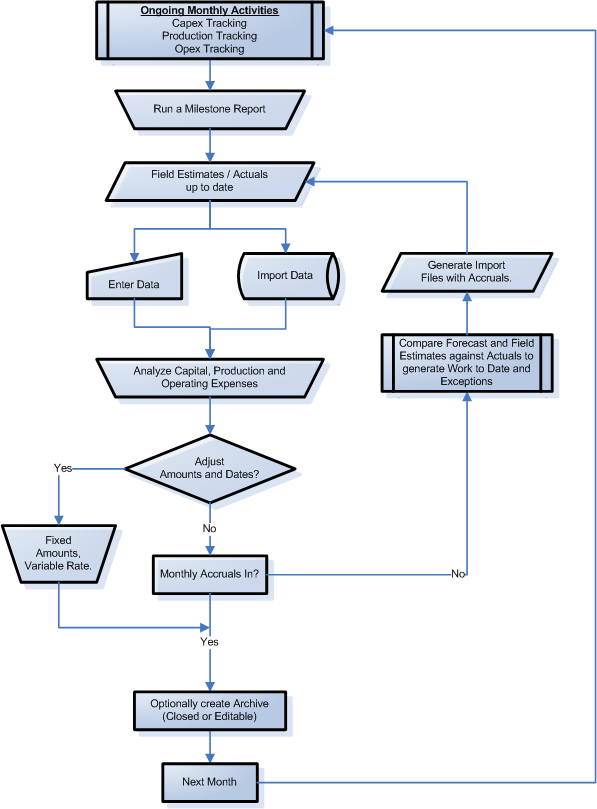 Ongoing Monthly Activities
Capex Tracking
Production Tracking
Opex Tracking
Run a Milestone Report
Field Estimates / Actuals
up to date
Enter Data
Import Data
Generate Import
Files with Accruals.
Compare Forecast and Field
Estimates against Actuals to
generate Work to Date and
Exceptions
Analyze Capital, Production and
Operating Expenses
Adjust
Amounts and Dates?
Yes
No
Fixed
Amounts,
Variable Rate.
Monthly Accruals In?
No
Yes
Optionally create Archive
(Closed or Editable)
Next Month